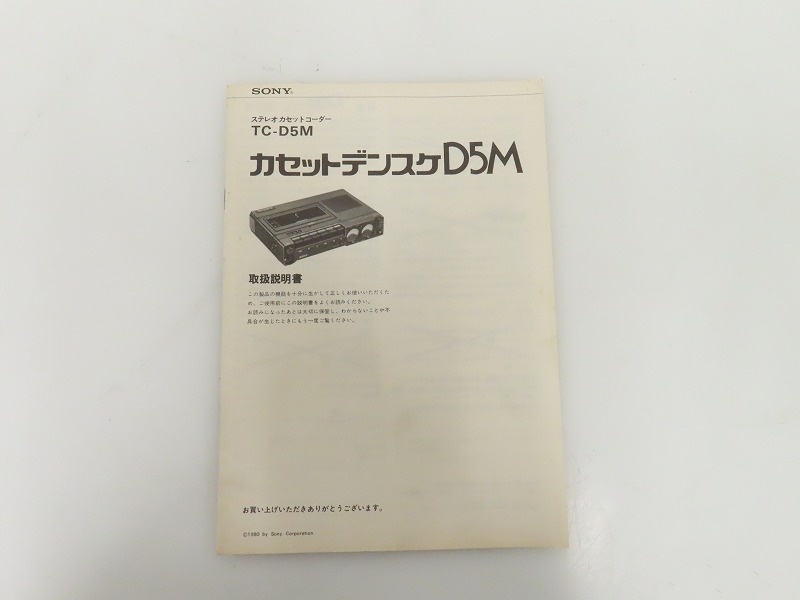 SONY®
ステレオカセットコーダー
TC-D5M
カセットデンスケD5M
取扱説明書
この製品の機能を十分に生かして正しくお使いいただくた
め、ご使用前にこの説明書をよくお読みください。
お読みになったあとは大切に保管し、わからないことや不
具合が生じたときにもう一度ご覧ください。
お買い上げいただきありがとうございます。
©1980 by Sony Corporation